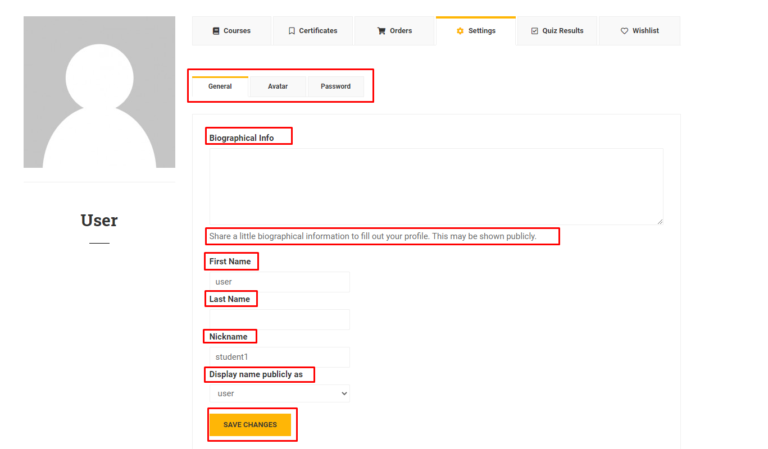 Courses
Certificates
Orders
Settings
Quiz Results
Wishlist
General
Avatar
Password
Biographical Info
Share a little biographical information to fill out your profile. This may be shown publicly.
User
First Name
user
Last Name
Nickname
student1
Display name publicly as
user
SAVE CHANGES